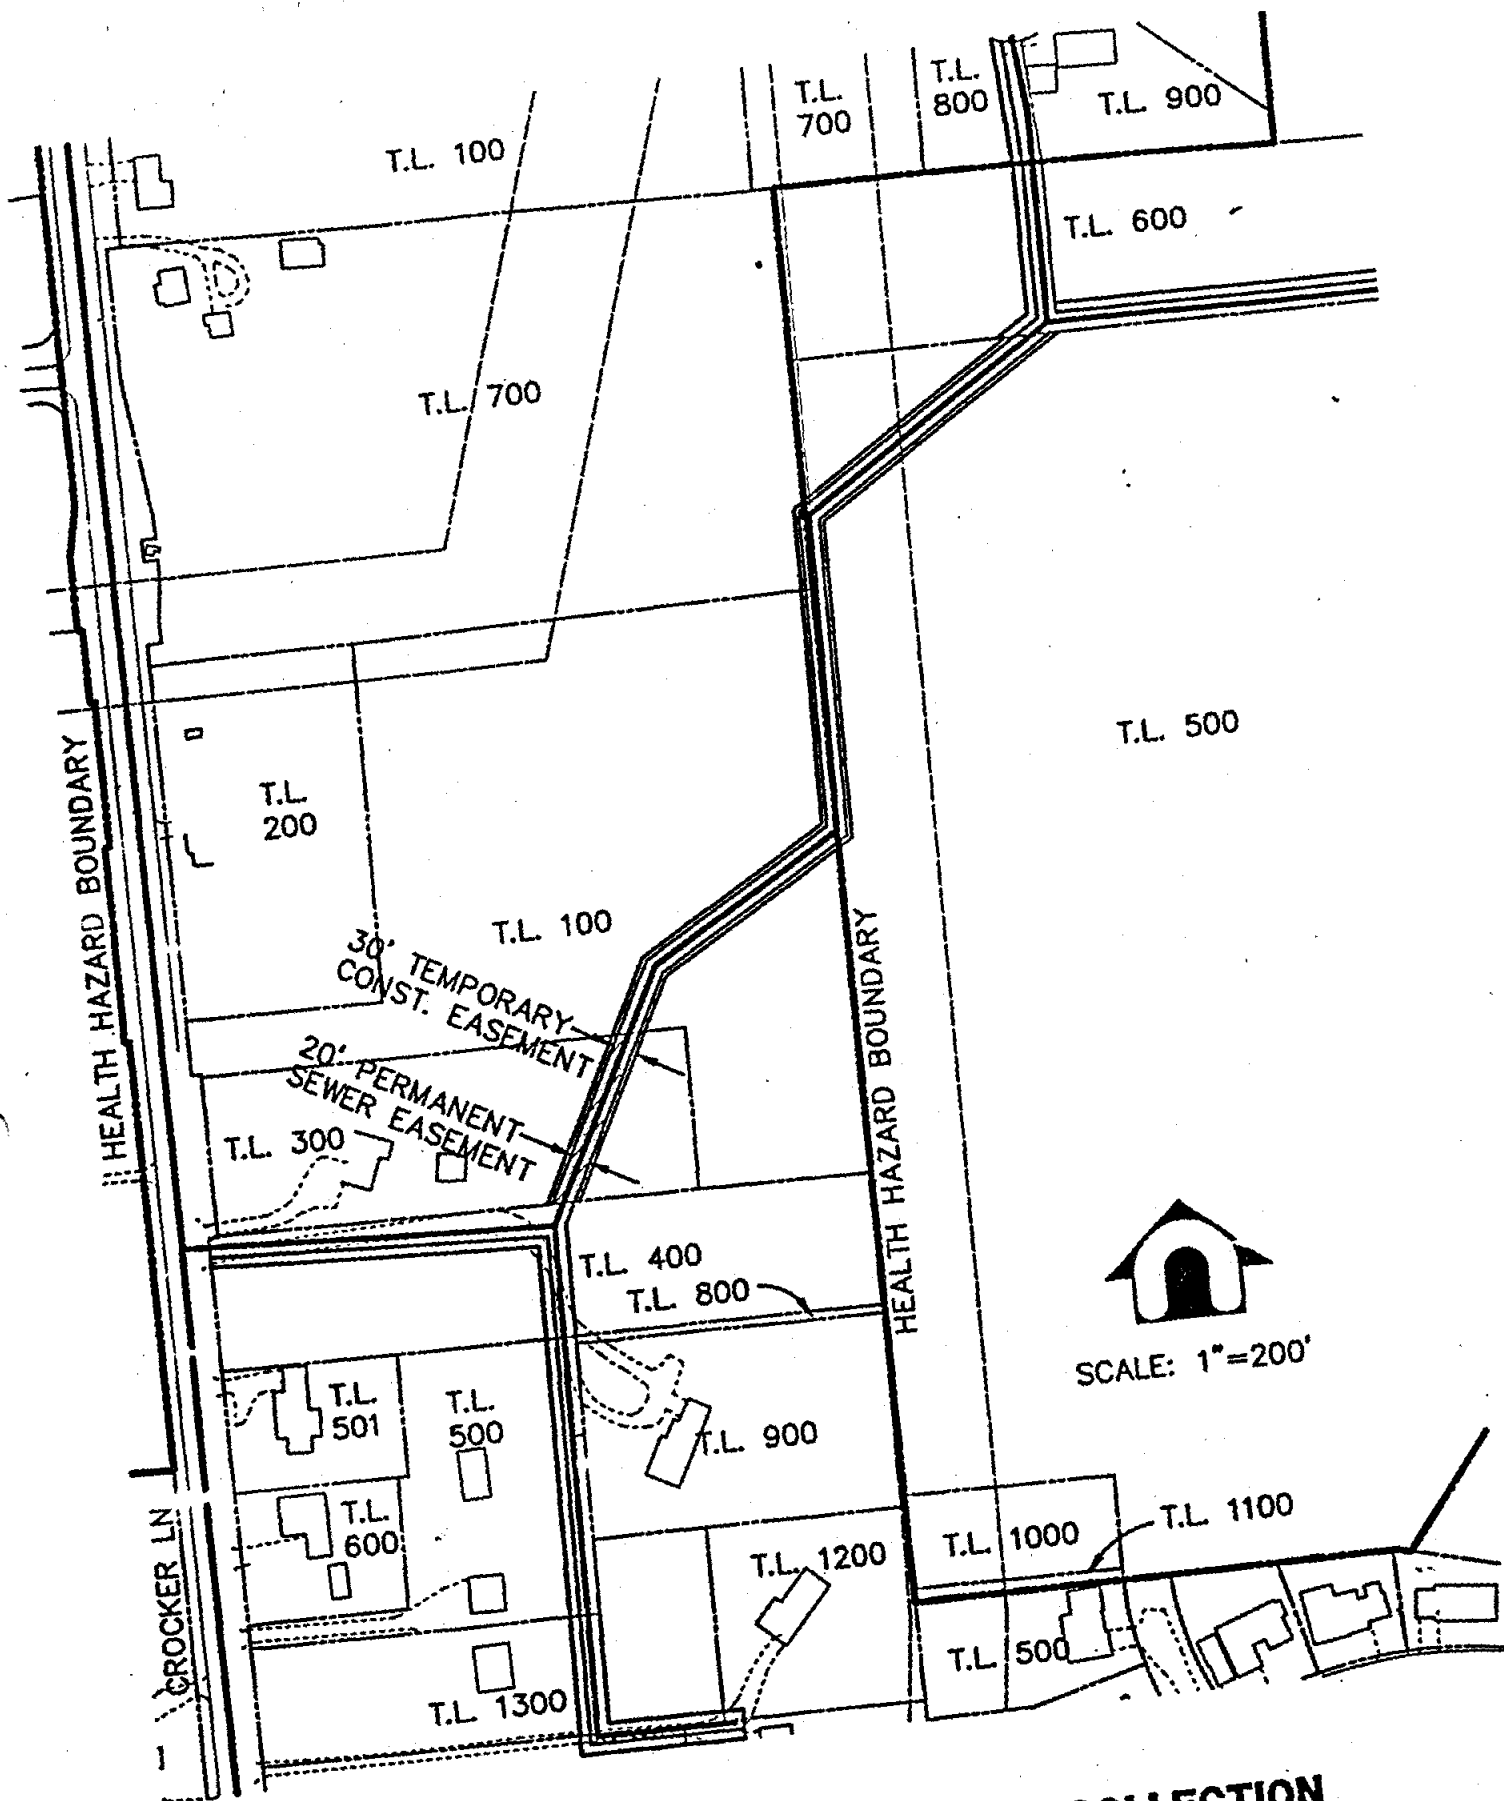 T.L.
700
T.L.
800
T.L. 900
T.L. 100
T.L. 600
T.L. 700
T.L. 500
T.L.
200
HEALTH HAZARD BOUNDARY
T.L. 100
30' TEMPORARY
CONST. EASEMENT
HEALTH HAZARD BOUNDARY
20' PERMANENT
SEWER EASEMENT
T.L. 300
T.L. 400
T.L. 800
SCALE: 1"=200'
T.L.
501
T.L.
500
T.L. 900
T.L.
600
T.L. 1200
T.L. 1000
T.L. 1100
CROCKER LN
T.L. 500
T.L. 1300